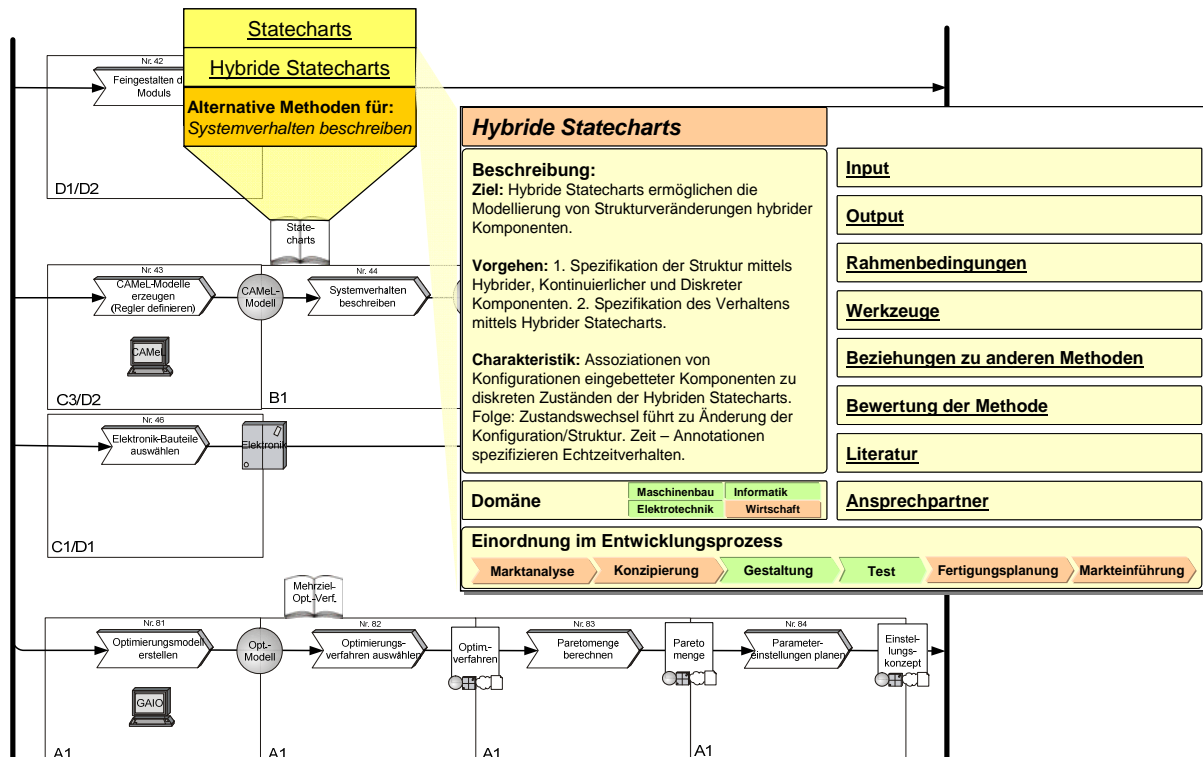 Statecharts
Hybride Statecharts
Alternative Methoden für:
Systemverhalten beschreiben
Nr. 42
Feingestalten d
Moduls
D1/D2
State-
charts
Nr. 43
CAMeL-Modelle
erzeugen
(Regler definieren)
CAMeL-
Modell
Nr. 44
Systemverhalten
beschreiben
CAMeL
C3/D2
B1
Nr. 46
Elektronik-Bauteile
auswählen
Elektronik
C1/D1
Hybride Statecharts
Beschreibung:
Ziel: Hybride Statecharts ermöglichen die
Modellierung von Strukturveränderungen hybrider
Komponenten.
Vorgehen: 1. Spezifikation der Struktur mittels
Hybrider, Kontinuierlicher und Diskreter
Komponenten. 2. Spezifikation des Verhaltens
mittels Hybrider Statecharts.
Charakteristik: Assoziationen von
Konfigurationen eingebetteter Komponenten zu
diskreten Zuständen der Hybriden Statecharts.
Folge: Zustandswechsel führt zu Änderung der
Konfiguration/Struktur. Zeit – Annotationen
spezifizieren Echtzeitverhalten.
Domäne
Maschinenbau
Informatik
Elektrotechnik
Wirtschaft
Input
Output
Rahmenbedingungen
Werkzeuge
Beziehungen zu anderen Methoden
Bewertung der Methode
Literatur
Ansprechpartner
Einordnung im Entwicklungsprozess
Marktanalyse
Konzipierung
Gestaltung
Test
Fertigungsplanung
Markteinführung
Mehrziel-
Opt.-Verf.
Nr. 81
Optimierungsmodell
erstellen
Opt.-
Modell
Nr. 82
Optimierungs-
verfahren auswählen
Optim.
verfahren
Nr. 83
Paretomenge
berechnen
Pareto
menge
Nr. 84
Parameter-
einstellungen planen
Einstel-
lungs-
konzept
GAIO
A1
A1
A1
A1